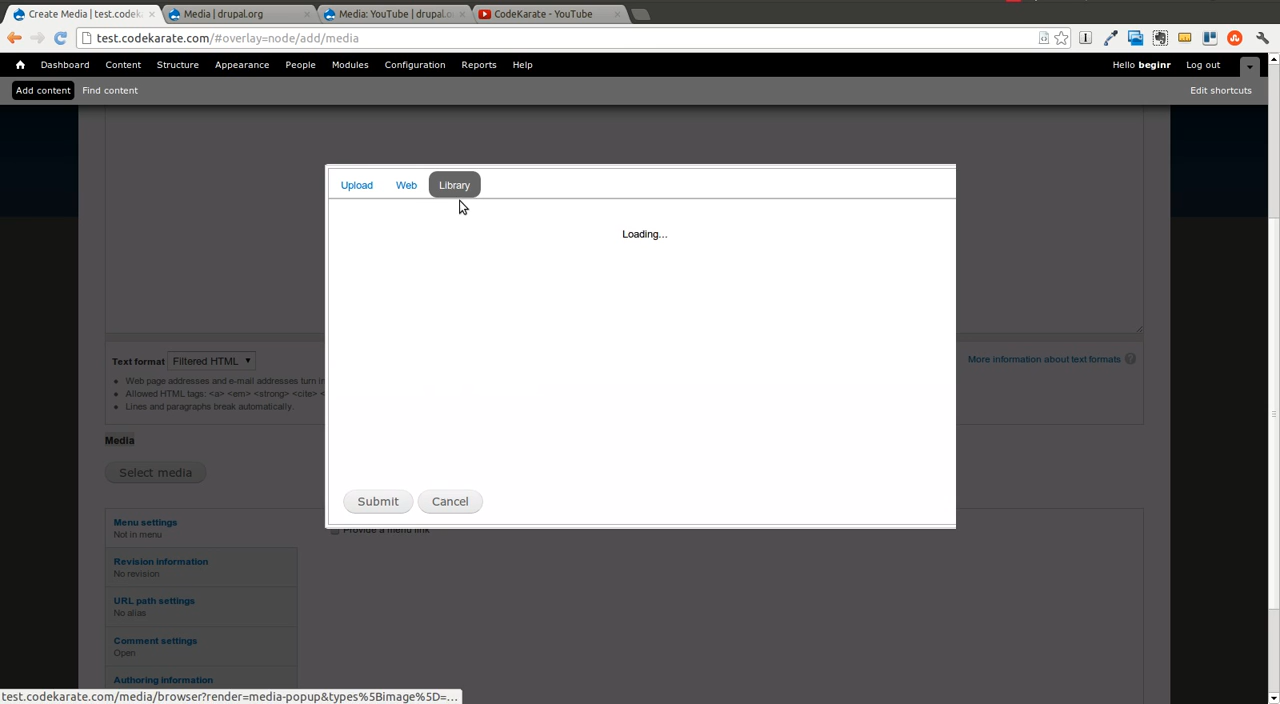 Create Media | test.codeka
Media | drupal.org
Media: YouTube | drupal.o
CodeKarate - YouTube
test.codekarate.com/#overlay=node/add/media
Dashboard Content Structure Appearance People Modules Configuration Reports Help
Hello beginr Log out
Add content Find content
Edit shortcuts
Upload Web Library
Loading...
Submit Cancel
Text format Filtered HTML
More information about text formats ?
Web page addresses and e-mail addresses turn in
Allowed HTML tags: <a> <em> <strong> <cite> <
Lines and paragraphs break automatically.
Media
Select media
Menu settings
Not in menu
Provide a menu link
Revision information
No revision
URL path settings
No alias
Comment settings
Open
Authoring information
test.codekarate.com/media/browser?render=media-popup&types%5Bimage%5D=...